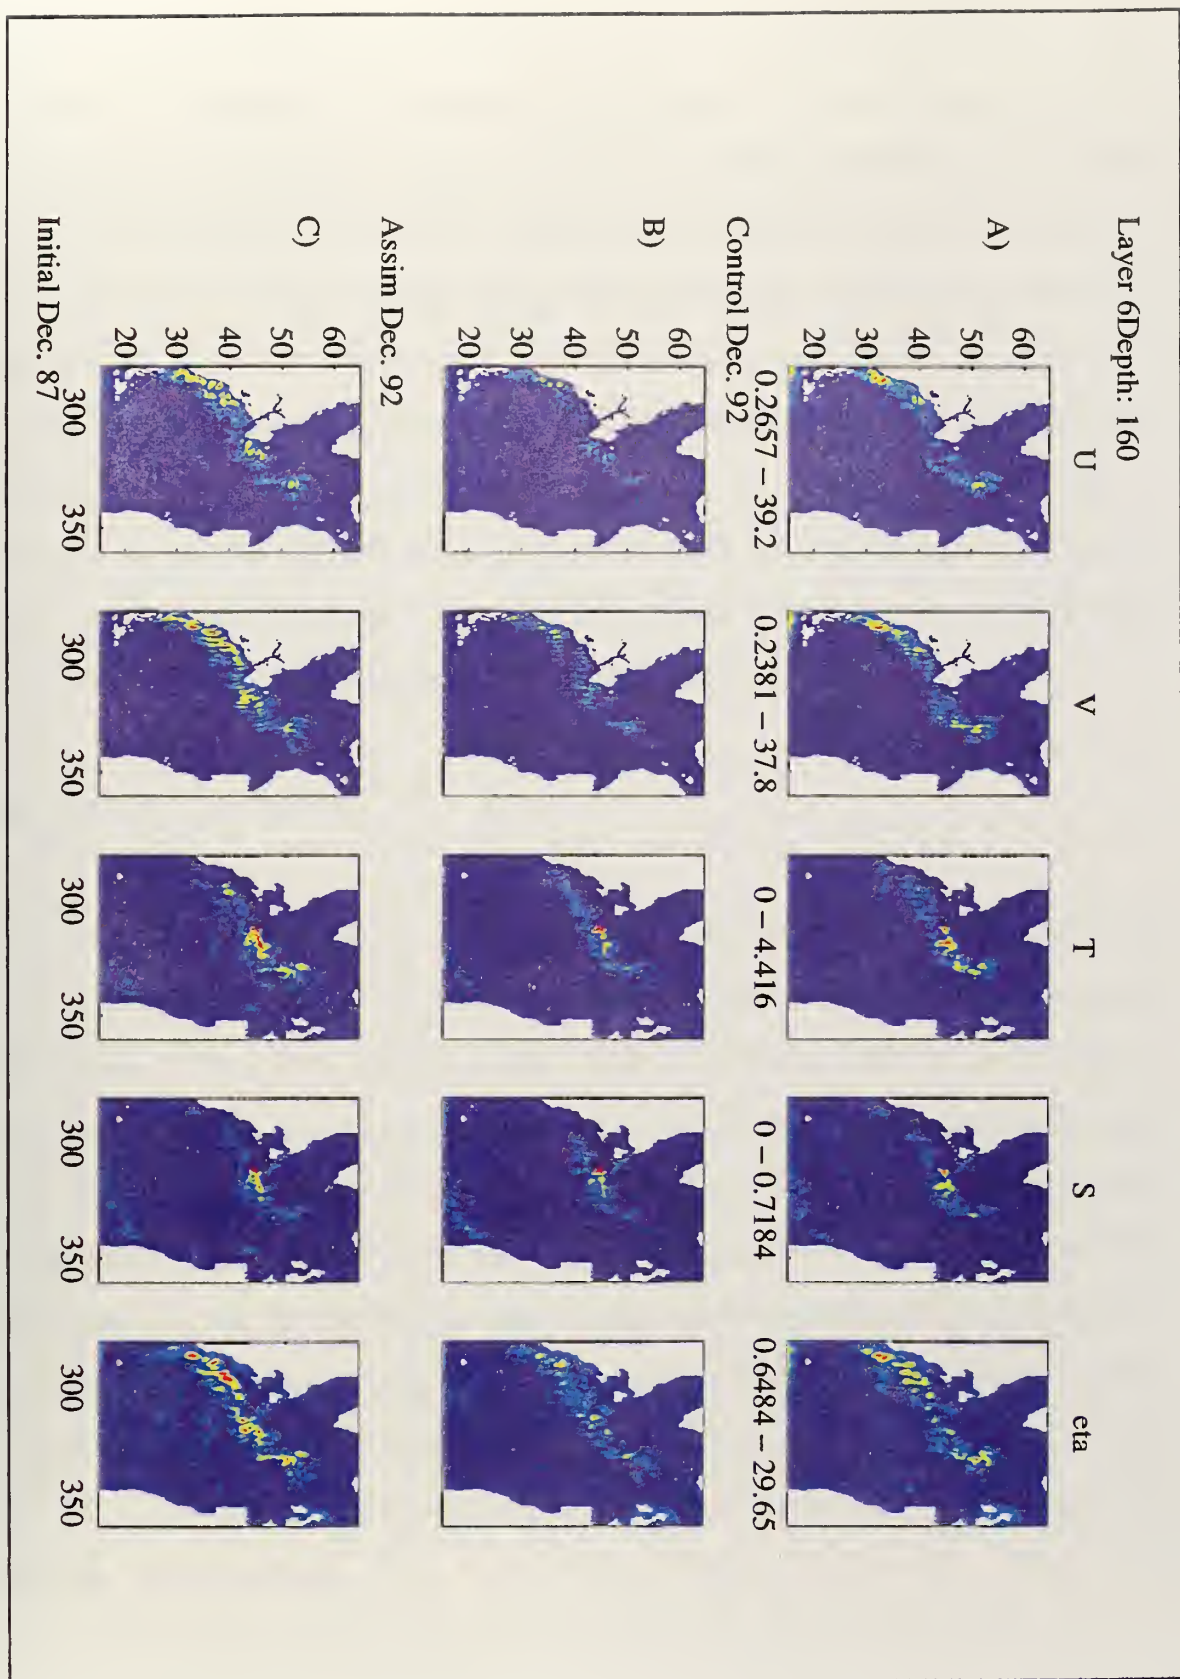 Layer 6Depth: 160
U V T S eta
A)
60
50
40
30
20
0.2657 – 39.2 0.2381 – 37.8 0 – 4.416 0 – 0.7184 0.6484 – 29.65
Control Dec. 92
B)
60
50
40
30
20
Assim Dec. 92
C)
60
50
40
30
20
300 350 300 350 300 350 300 350 300 350
Initial Dec. 87